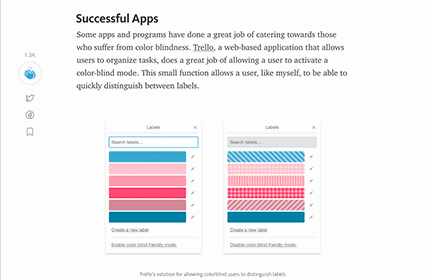 Successful Apps
Some apps and programs have done a great job of catering towards those
who suffer from color blindness. Trello, a web-based application that allows
users to organize tasks, does a great job of allowing a user to activate a
color-blind mode. This small function allows a user, like myself, to be able to
quickly distinguish between labels.
1.3K
Labels
Search labels...
Create a new label
Enable color blind friendly mode.
Labels
Search labels...
Create a new label
Disable color blind friendly mode.
Trello's solution for allowing colorblind users to distinguish labels